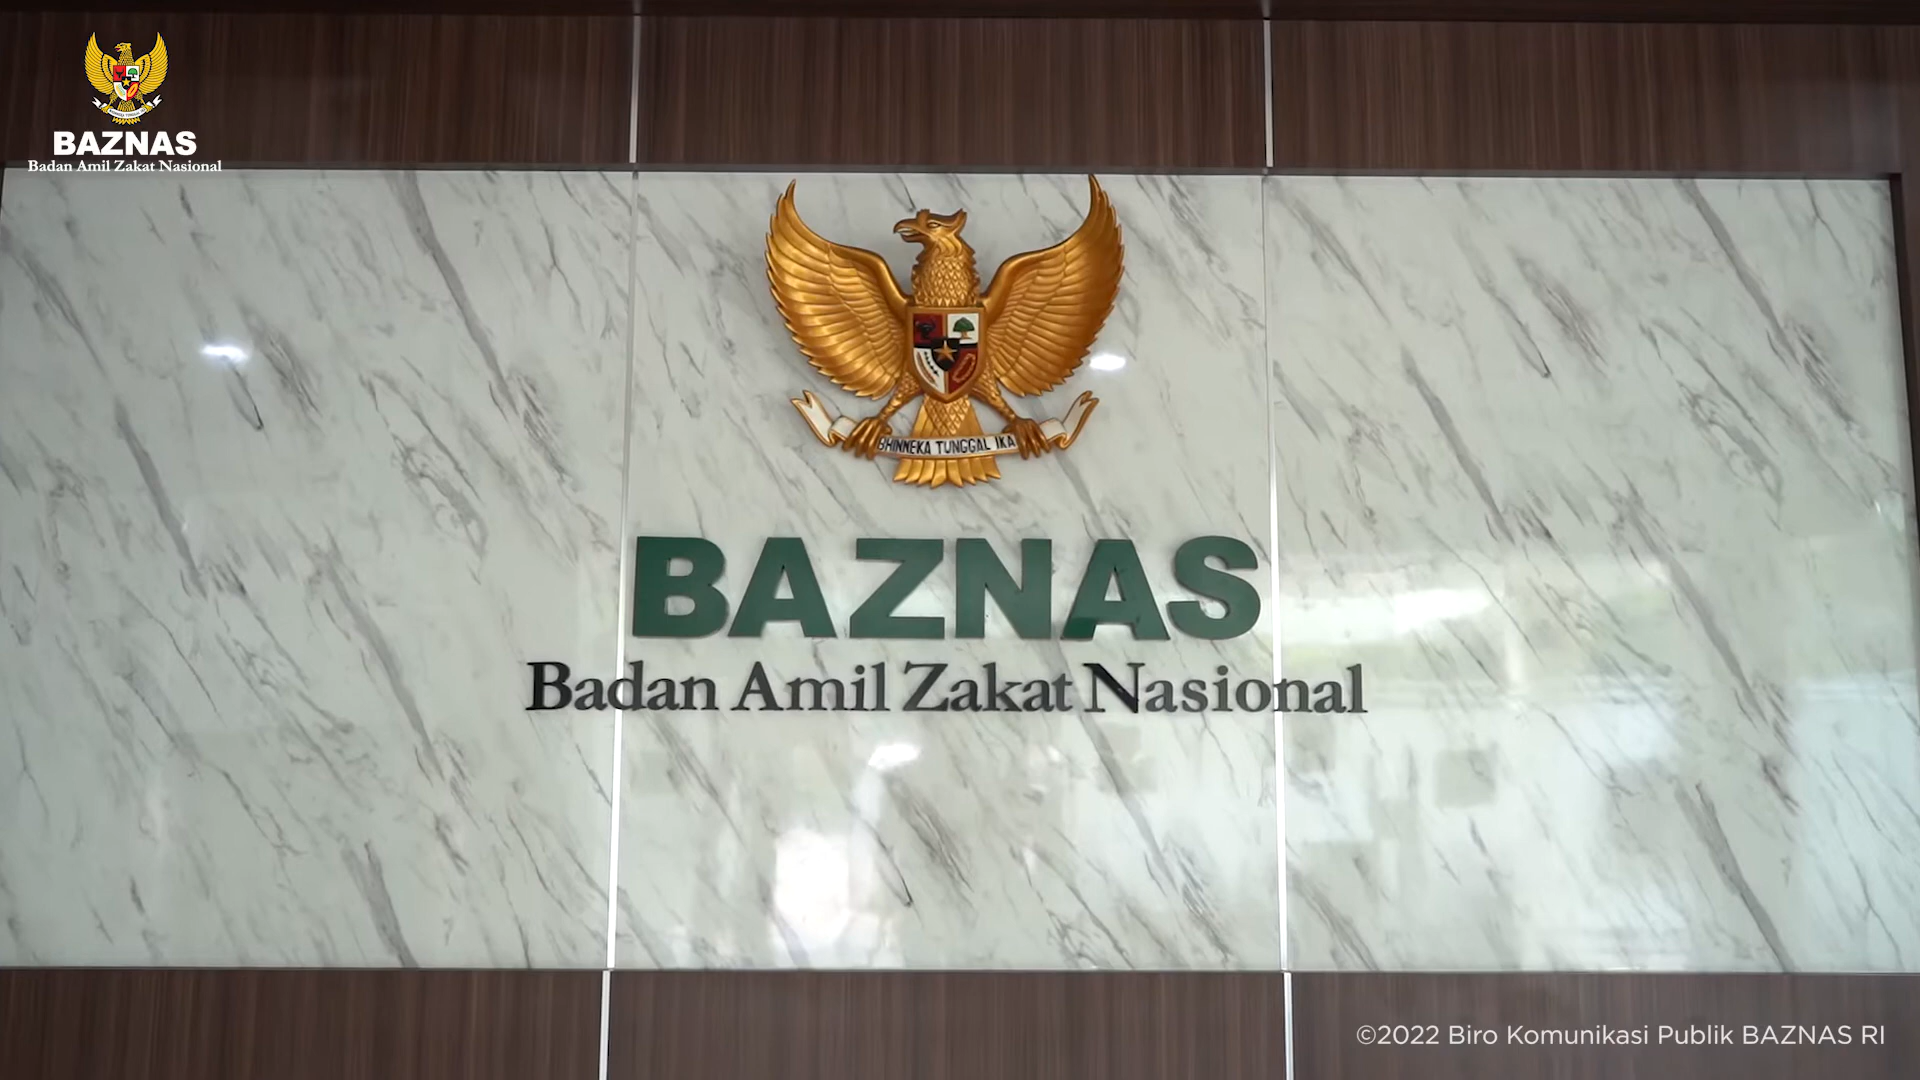 BAZNAS
Badan Amil Zakat Nasional
BHINNEKA TUNGGAL IKA
BAZNAS
Badan Amil Zakat Nasional
©2022 Biro Komunikasi Publik BAZNAS RI